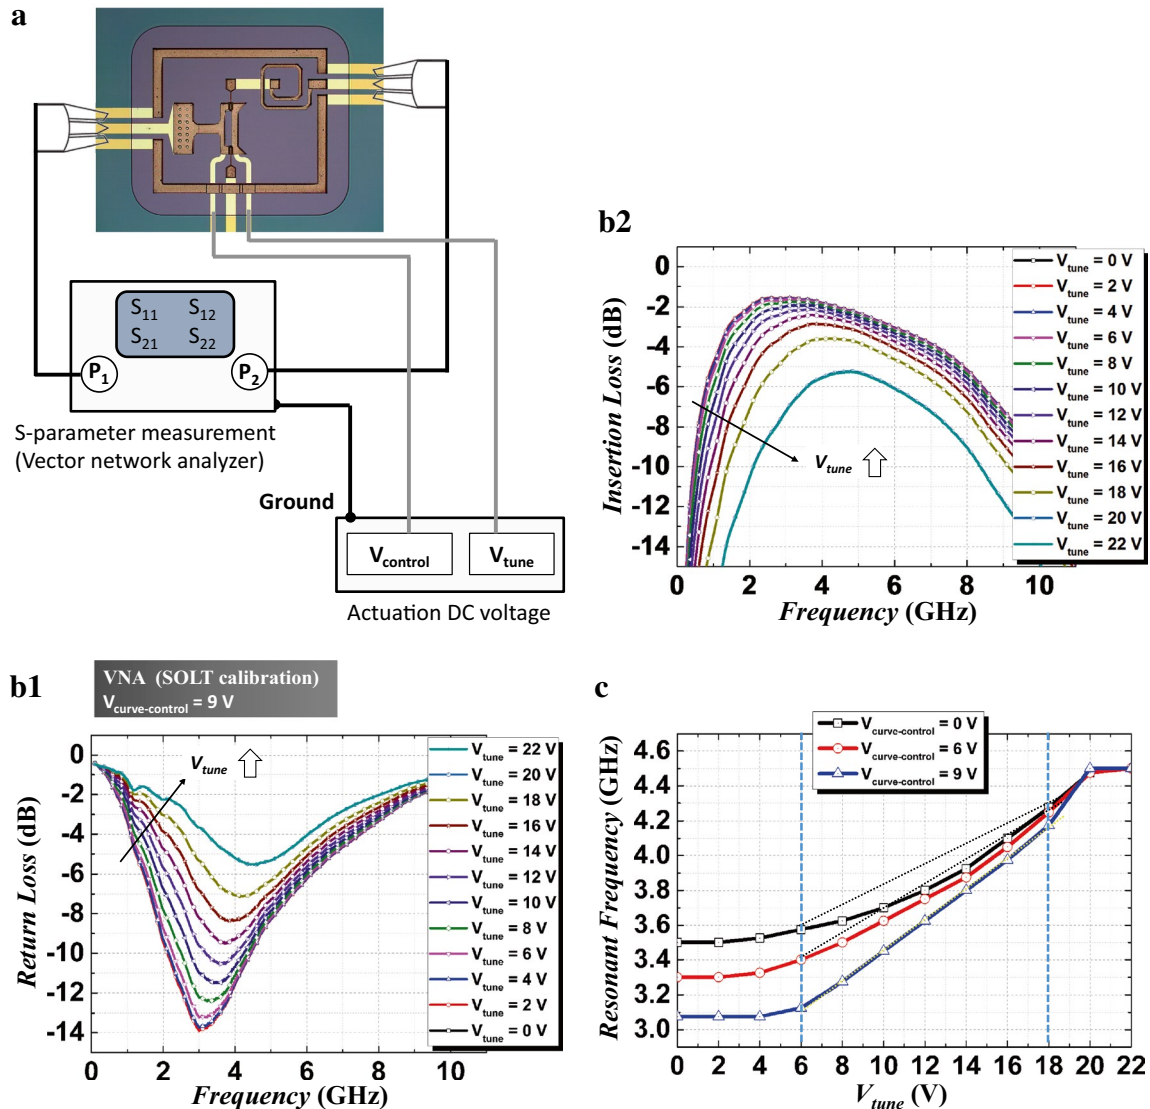 a
S11 S12
S21 S22
P1
P2
S-parameter measurement
(Vector network analyzer)
Ground
Vcontrol
Vtune
Actuation DC voltage
b2
Insertion Loss (dB)
0
-2
-4
-6
-8
-10
-12
-14
0 2 4 6 8 10
Frequency (GHz)
Vtune
Vtune = 0 V
Vtune = 2 V
Vtune = 4 V
Vtune = 6 V
Vtune = 8 V
Vtune = 10 V
Vtune = 12 V
Vtune = 14 V
Vtune = 16 V
Vtune = 18 V
Vtune = 20 V
Vtune = 22 V
b1
VNA (SOLT calibration)
Vcurve-control = 9 V
Return Loss (dB)
0
-2
-4
-6
-8
-10
-12
-14
0 2 4 6 8 10
Frequency (GHz)
Vtune
Vtune = 22 V
Vtune = 20 V
Vtune = 18 V
Vtune = 16 V
Vtune = 14 V
Vtune = 12 V
Vtune = 10 V
Vtune = 8 V
Vtune = 6 V
Vtune = 4 V
Vtune = 2 V
Vtune = 0 V
c
Vcurve-control = 0 V
Vcurve-control = 6 V
Vcurve-control = 9 V
Resonant Frequency (GHz)
4.6
4.4
4.2
4.0
3.8
3.6
3.4
3.2
3.0
0 2 4 6 8 10 12 14 16 18 20 22
Vtune (V)